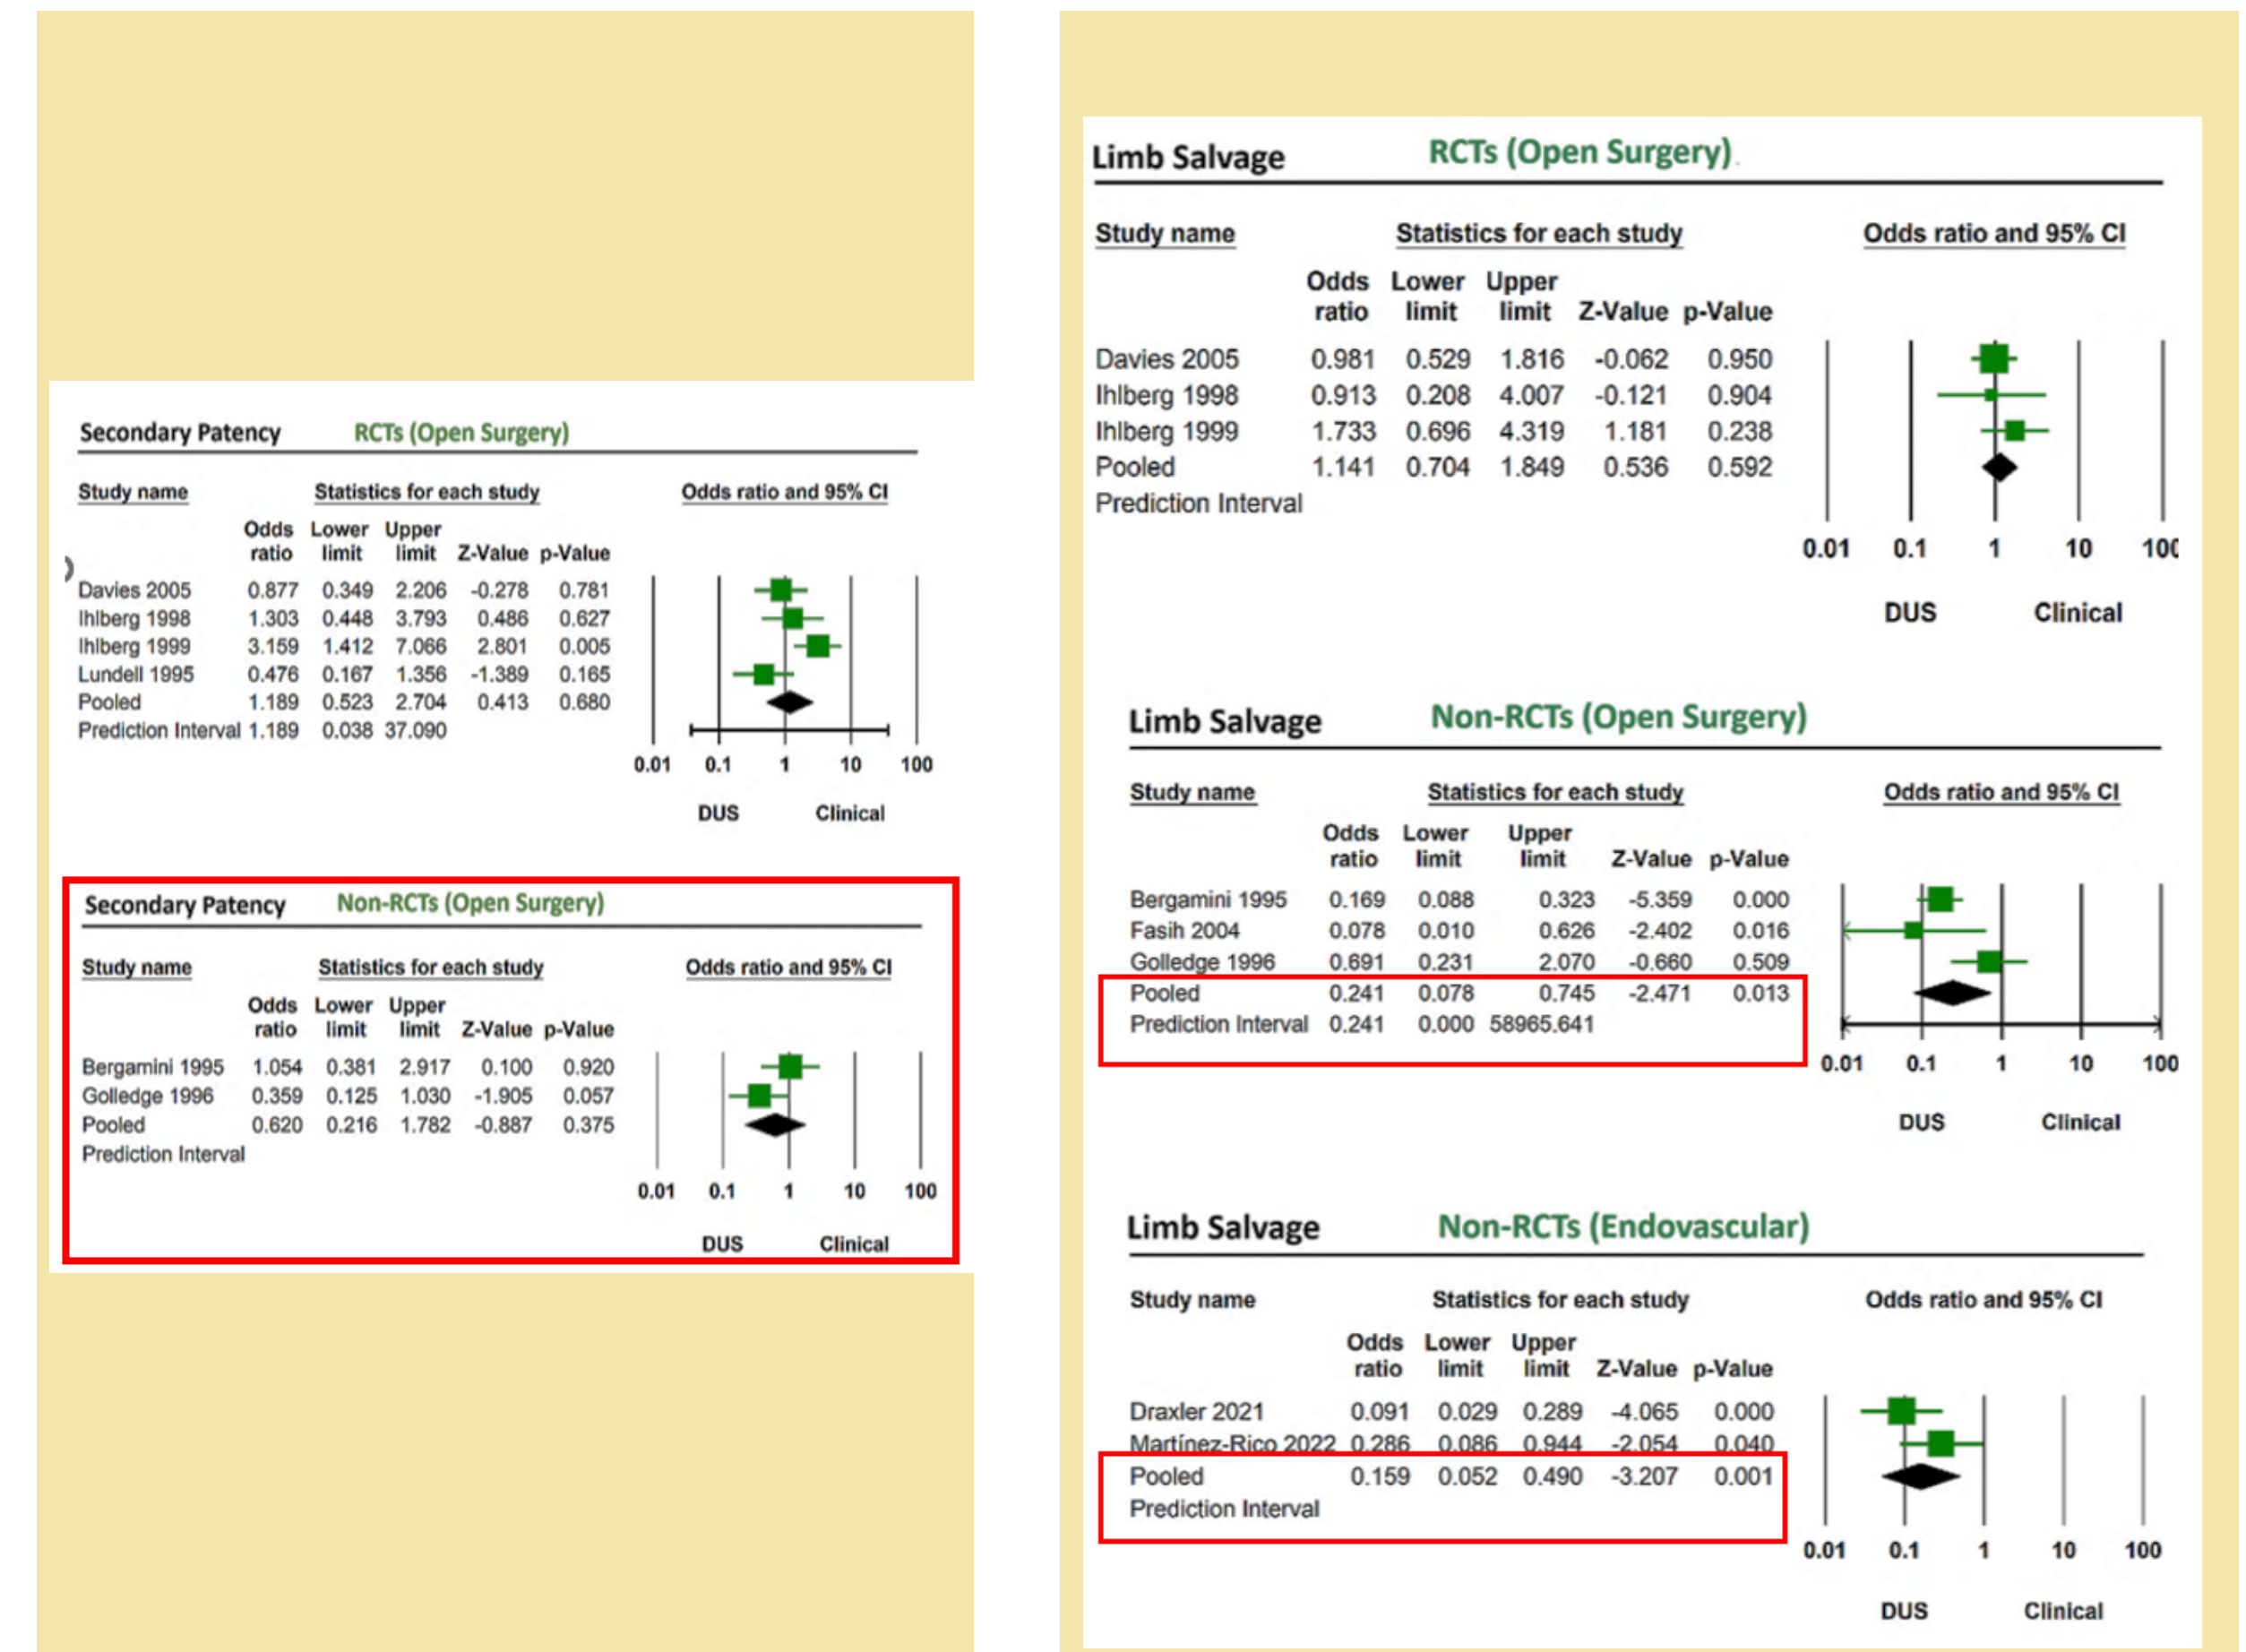 Secondary Patency RCTs (Open Surgery)
Study name Statistics for each study Odds ratio and 95% CI
Odds Lower Upper
ratio limit limit Z-Value p-Value
Davies 2005 0.877 0.349 2.206 -0.278 0.781
Ihlberg 1998 1.303 0.448 3.793 0.486 0.627
Ihlberg 1999 3.159 1.412 7.066 2.801 0.005
Lundell 1995 0.476 0.167 1.356 -1.389 0.165
Pooled 1.189 0.523 2.704 0.413 0.680
Prediction Interval 1.189 0.038 37.090
0.01 0.1 1 10 100
DUS Clinical
Secondary Patency Non-RCTs (Open Surgery)
Study name Statistics for each study Odds ratio and 95% CI
Odds Lower Upper
ratio limit limit Z-Value p-Value
Bergamini 1995 1.054 0.381 2.917 0.100 0.920
Golledge 1996 0.359 0.125 1.030 -1.905 0.057
Pooled 0.620 0.216 1.782 -0.887 0.375
Prediction Interval
0.01 0.1 1 10 100
DUS Clinical
Limb Salvage RCTs (Open Surgery)
Study name Statistics for each study Odds ratio and 95% CI
Odds Lower Upper
ratio limit limit Z-Value p-Value
Davies 2005 0.981 0.529 1.816 -0.062 0.950
Ihlberg 1998 0.913 0.208 4.007 -0.121 0.904
Ihlberg 1999 1.733 0.696 4.319 1.181 0.238
Pooled 1.141 0.704 1.849 0.536 0.592
Prediction Interval
0.01 0.1 1 10 100
DUS Clinical
Limb Salvage Non-RCTs (Open Surgery)
Study name Statistics for each study Odds ratio and 95% CI
Odds Lower Upper
ratio limit limit Z-Value p-Value
Bergamini 1995 0.169 0.088 0.323 -5.359 0.000
Fasih 2004 0.078 0.010 0.626 -2.402 0.016
Golledge 1996 0.691 0.231 2.070 -0.660 0.509
Pooled 0.241 0.078 0.745 -2.471 0.013
Prediction Interval 0.241 0.000 58965.641
0.01 0.1 1 10 100
DUS Clinical
Limb Salvage Non-RCTs (Endovascular)
Study name Statistics for each study Odds ratio and 95% CI
Odds Lower Upper
ratio limit limit Z-Value p-Value
Draxler 2021 0.091 0.029 0.289 -4.065 0.000
Martínez-Rico 2022 0.286 0.086 0.944 -2.054 0.040
Pooled 0.159 0.052 0.490 -3.207 0.001
Prediction Interval
0.01 0.1 1 10 100
DUS Clinical